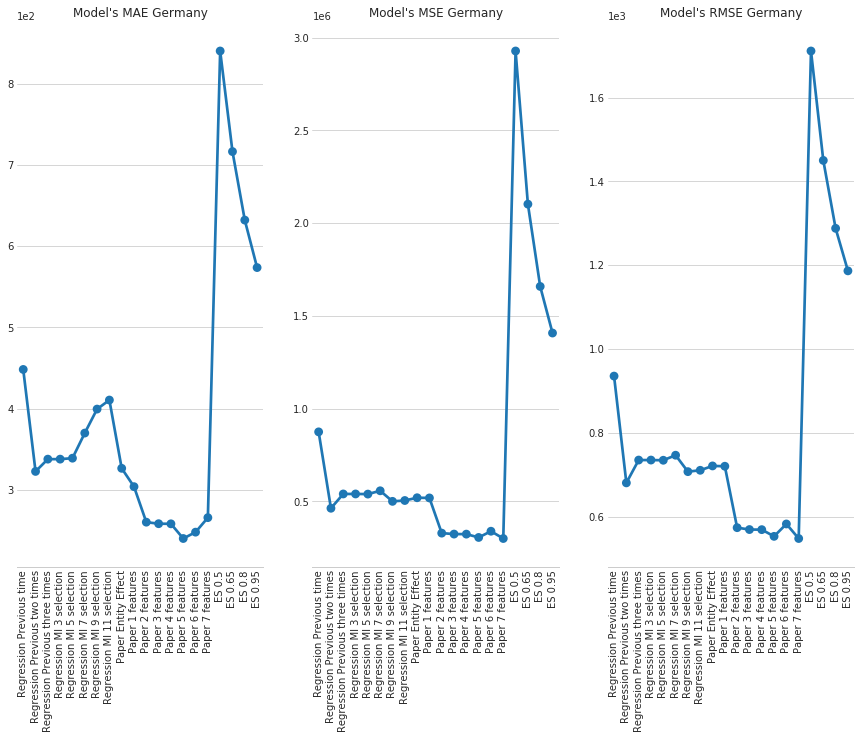 Model's MAE Germany
1e2
8
7
6
5
4
3
Regression Previous time
Regression Previous two times
Regression Previous three times
Regression MI 3 selection
Regression MI 5 selection
Regression MI 7 selection
Regression MI 9 selection
Regression MI 11 selection
Paper Entity Effect
Paper 1 features
Paper 2 features
Paper 3 features
Paper 4 features
Paper 5 features
Paper 6 features
Paper 7 features
ES 0.5
ES 0.65
ES 0.8
ES 0.95
Model's MSE Germany
1e6
3.0
2.5
2.0
1.5
1.0
0.5
Regression Previous time
Regression Previous two times
Regression Previous three times
Regression MI 3 selection
Regression MI 5 selection
Regression MI 7 selection
Regression MI 9 selection
Regression MI 11 selection
Paper Entity Effect
Paper 1 features
Paper 2 features
Paper 3 features
Paper 4 features
Paper 5 features
Paper 6 features
Paper 7 features
ES 0.5
ES 0.65
ES 0.8
ES 0.95
Model's RMSE Germany
1e3
1.6
1.4
1.2
1.0
0.8
0.6
Regression Previous time
Regression Previous two times
Regression Previous three times
Regression MI 3 selection
Regression MI 5 selection
Regression MI 7 selection
Regression MI 9 selection
Regression MI 11 selection
Paper Entity Effect
Paper 1 features
Paper 2 features
Paper 3 features
Paper 4 features
Paper 5 features
Paper 6 features
Paper 7 features
ES 0.5
ES 0.65
ES 0.8
ES 0.95